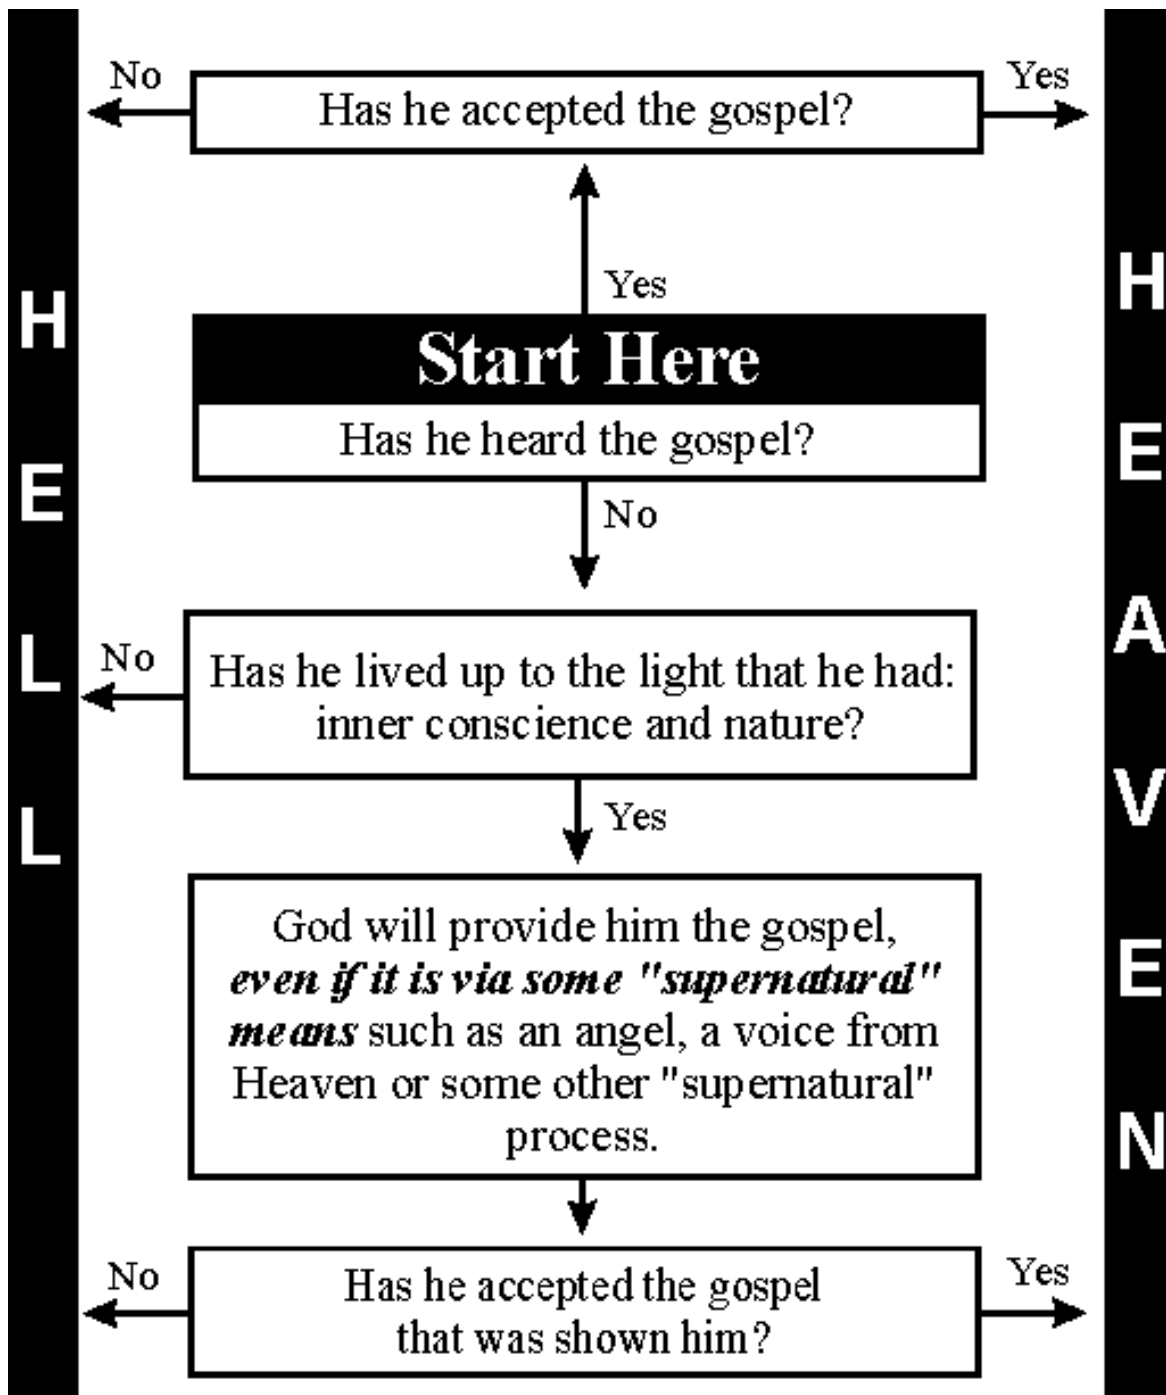 No
Has he accepted the gospel?
Yes
Yes
Start Here
Has he heard the gospel?
No
No
Has he lived up to the light that he had:
inner conscience and nature?
Yes
God will provide him the gospel,
even if it is via some "supernatural"
means such as an angel, a voice from
Heaven or some other "supernatural"
process.
No
Has he accepted the gospel
that was shown him?
Yes
HELL
HEAVEN